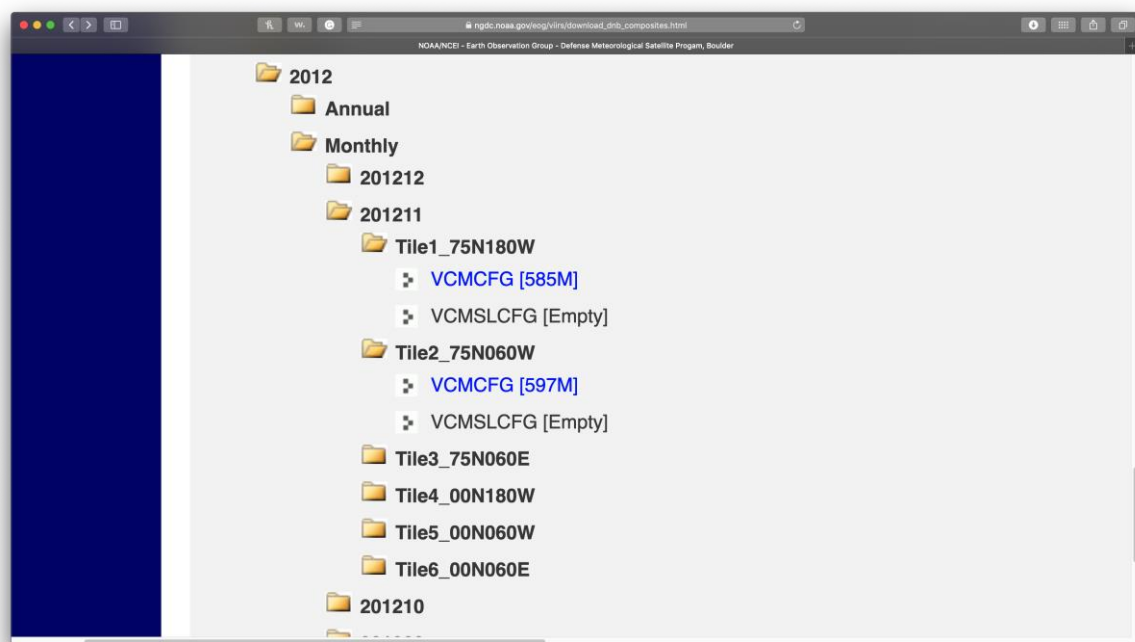 w.
ngdc.noaa.gov/eog/viirs/download_dnb_composites.html
NOAA/NCEI - Earth Observation Group - Defense Meteorological Satellite Progam, Boulder
2012
Annual
Monthly
201212
201211
Tile1_75N180W
VCMCFG [585M]
VCMSLCFG [Empty]
Tile2_75N060W
VCMCFG [597M]
VCMSLCFG [Empty]
Tile3_75N060E
Tile4_00N180W
Tile5_00N060W
Tile6_00N060E
201210